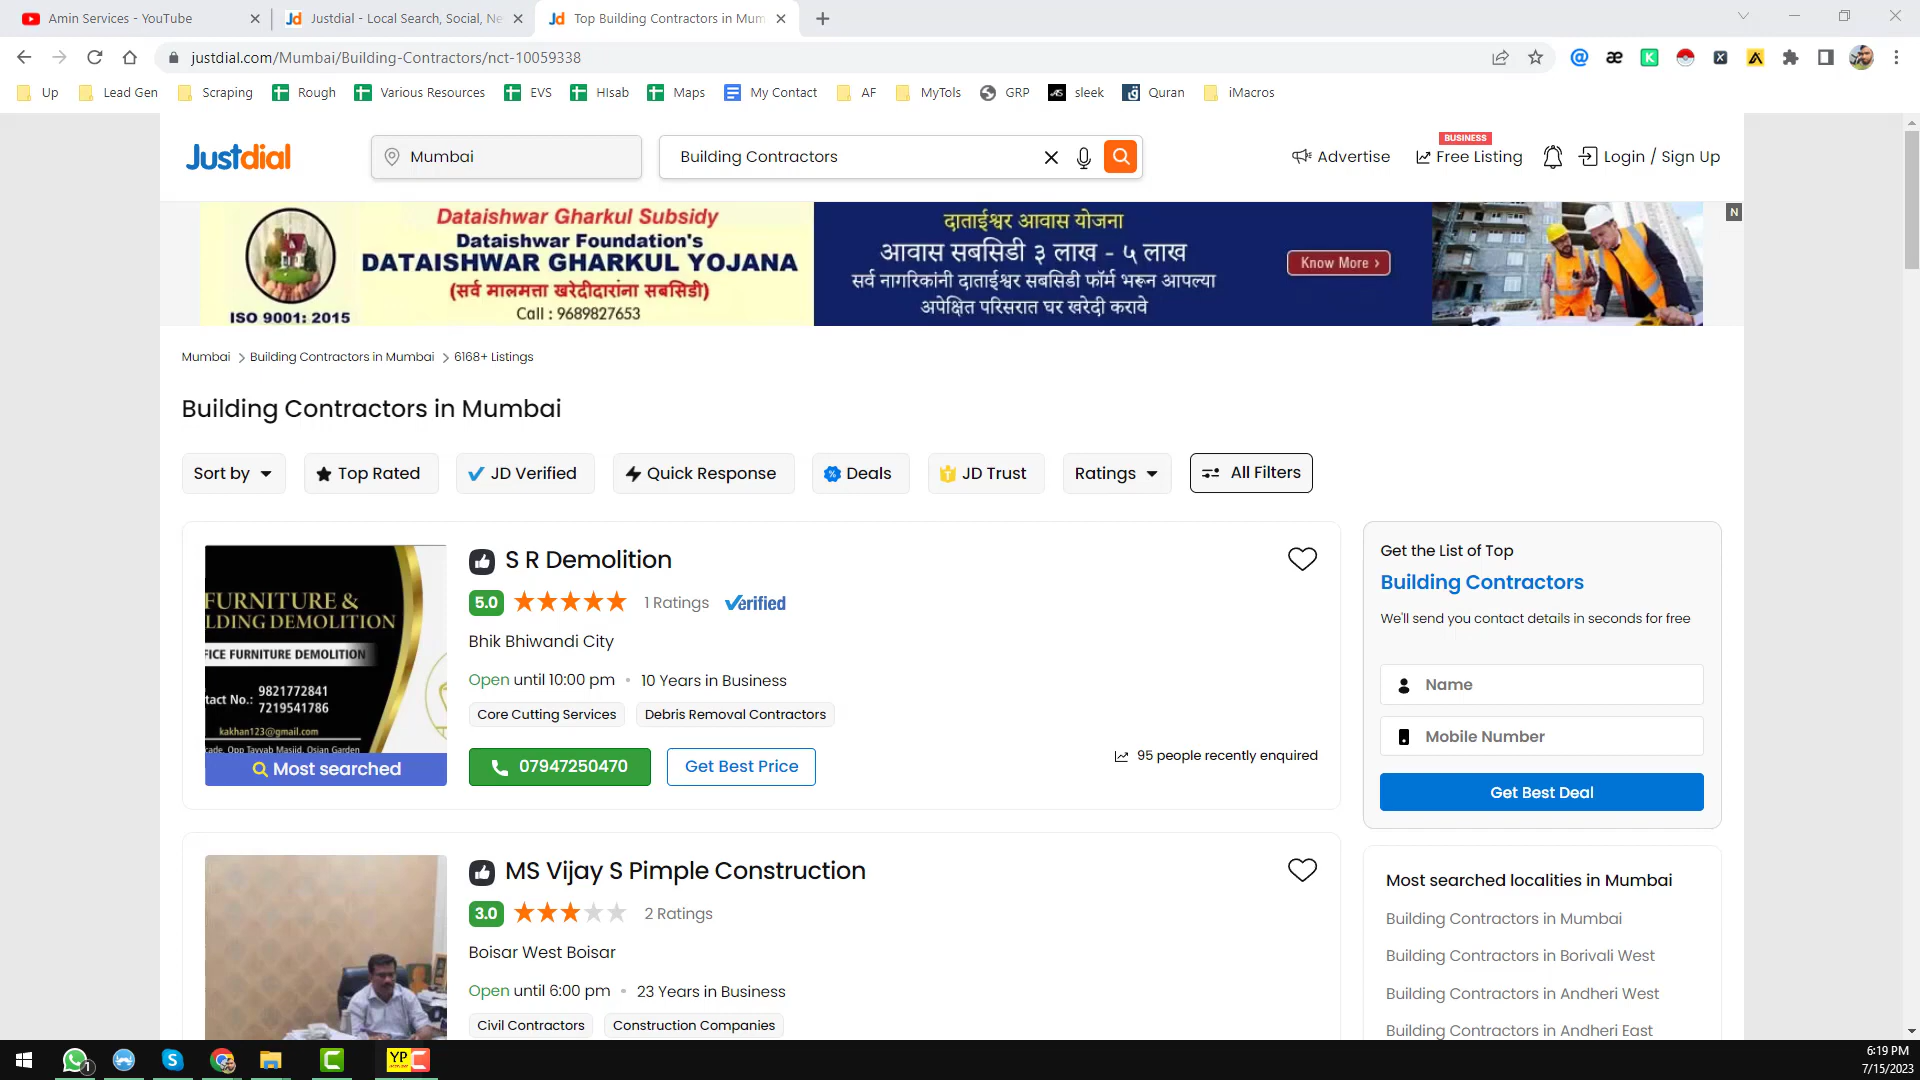 Amin Services - YouTube
Justdial - Local Search, Social, Ne
Top Building Contractors in Mum
justdial.com/Mumbai/Building-Contractors/nct-10059338
Up
Lead Gen
Scraping
Rough
Various Resources
EVS
HIsab
Maps
My Contact
AF
MyTols
GRP
sleek
Quran
iMacros
Justdial
Mumbai
Building Contractors
Advertise
BUSINESS
Free Listing
Login / Sign Up
Dataishwar Gharkul Subsidy
Dataishwar Foundation's
DATAISHWAR GHARKUL YOJANA
(सर्व मालमत्ता खरेदीदारांना सबसिडी)
Call : 9689827653
ISO 9001: 2015
दाताईश्वर आवास योजना
आवास सबसिडी ३ लाख - ५ लाख
सर्व नागरिकांनी दाताईश्वर सबसिडी फॉर्म भरून आपल्या
अपेक्षित परिसरात घर खरेदी करावे
Know More ›
N
Mumbai > Building Contractors in Mumbai > 6168+ Listings
Building Contractors in Mumbai
Sort by
Top Rated
JD Verified
Quick Response
Deals
JD Trust
Ratings
All Filters
FURNITURE &
LDING DEMOLITION
FICE FURNITURE DEMOLITION
tact No.: 9821772841
7219541786
kakhan123@gmail.com
cade, Opp Tayyab Masjid, Osian Garden
Most searched
S R Demolition
5.0
1 Ratings
Verified
Bhik Bhiwandi City
Open until 10:00 pm • 10 Years in Business
Core Cutting Services
Debris Removal Contractors
07947250470
Get Best Price
95 people recently enquired
Get the List of Top
Building Contractors
We'll send you contact details in seconds for free
Name
Mobile Number
Get Best Deal
MS Vijay S Pimple Construction
3.0
2 Ratings
Boisar West Boisar
Open until 6:00 pm • 23 Years in Business
Civil Contractors
Construction Companies
Most searched localities in Mumbai
Building Contractors in Mumbai
Building Contractors in Borivali West
Building Contractors in Andheri West
Building Contractors in Andheri East
1
YP
6:19 PM
7/15/2023